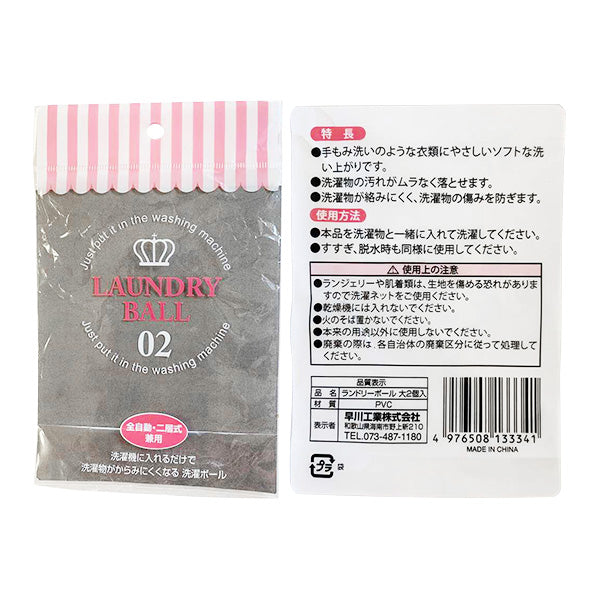 Just put it in the washing machine
LAUNDRY
BALL
02
Just put it in the washing machine
全自動・二層式
兼用
洗濯機に入れるだけで
洗濯物がからみにくくなる 洗濯ボール
特長
●手もみ洗いのような衣類にやさしいソフトな洗
い上がりです。
●洗濯物の汚れがムラなく落とせます。
●洗濯物が絡みにくく、洗濯物の傷みを防ぎます。
使用方法
●本品を洗濯物と一緒に入れて洗濯してください。
●すすぎ、脱水時も同様に使用してください。
⚠使用上の注意
●ランジェリーや肌着類は、生地を傷める恐れがありま
すので洗濯ネットをご使用ください。
●乾燥機には入れないでください。
●火のそば置かないでください。
●本来の用途以外に使用しないでください。
●廃棄の際は、各自治体の廃棄区分に従って処理して
ください。
品質表示
品名 ランドリーボール 大2個入
材質 PVC
表示者 早川工業株式会社
和歌山県海南市野上新210
TEL.073-487-1180
4 976508 133341
MADE IN CHINA
プラ 袋